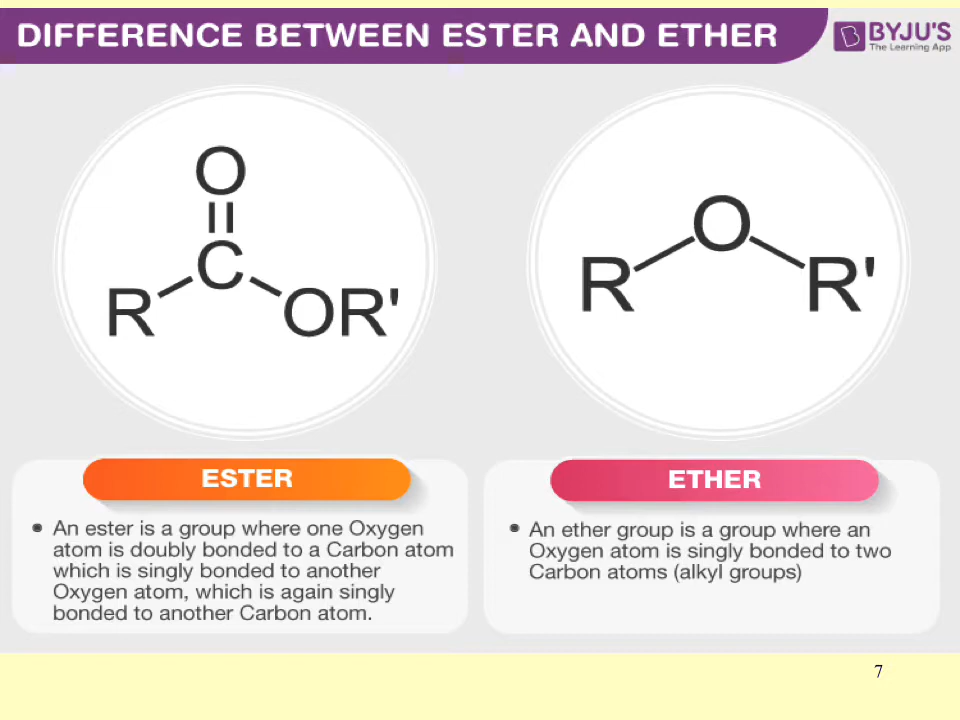 DIFFERENCE BETWEEN ESTER AND ETHER
BYJU'S
The Learning App
O
C
R
OR'
O
R
R'
ESTER
• An ester is a group where one Oxygen
atom is doubly bonded to a Carbon atom
which is singly bonded to another
Oxygen atom, which is again singly
bonded to another Carbon atom.
ETHER
• An ether group is a group where an
Oxygen atom is singly bonded to two
Carbon atoms (alkyl groups)
7